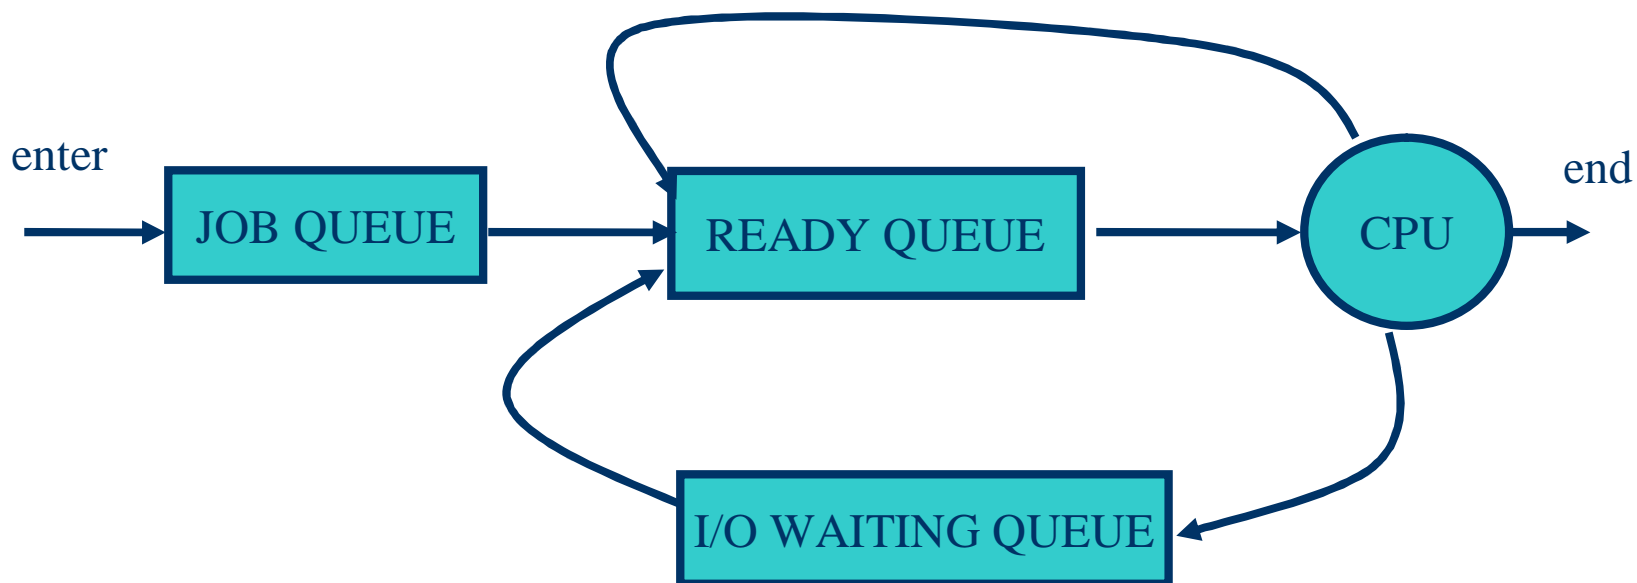 enter
JOB QUEUE
READY QUEUE
CPU
end
I/O WAITING QUEUE